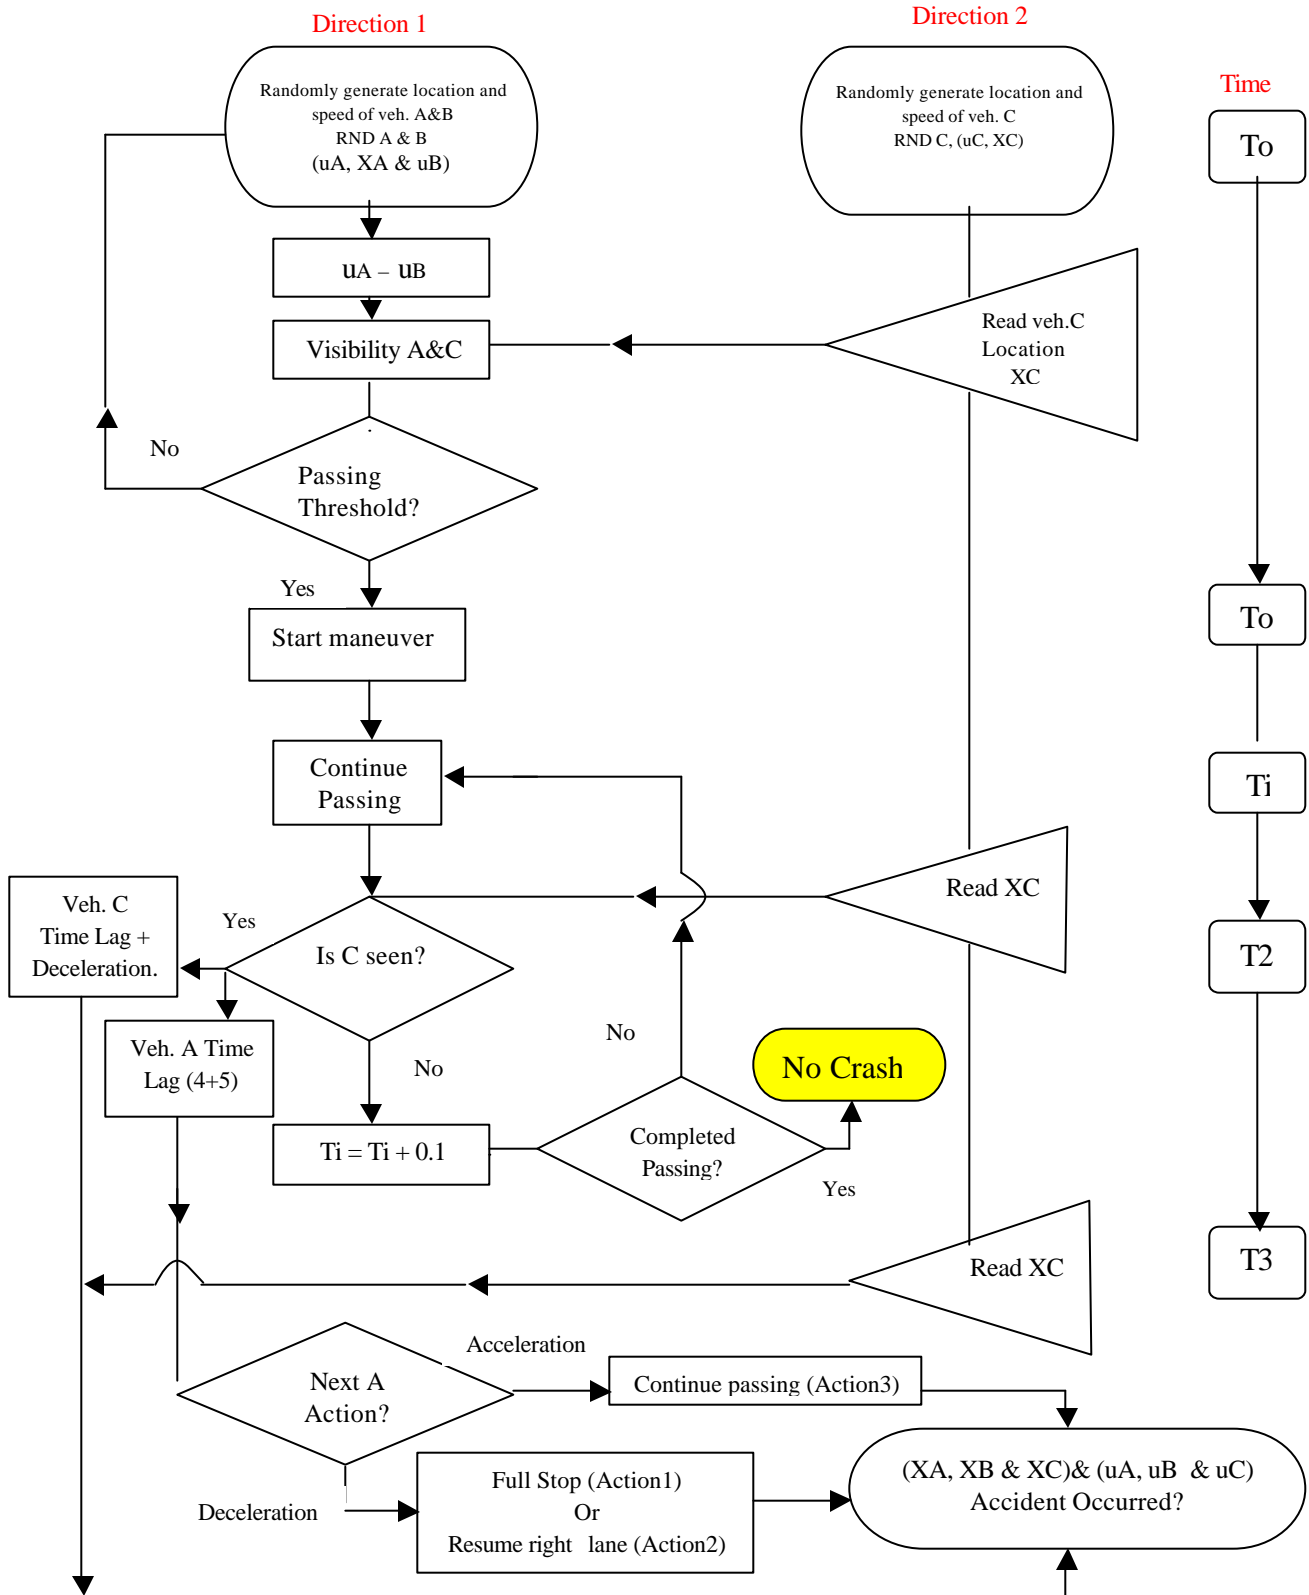 Direction 1
Direction 2
Time
Randomly generate location and
speed of veh. A&B
RND A & B
(uA, XA & uB)
Randomly generate location and
speed of veh. C
RND C, (uC, XC)
To
uA – uB
Visibility A&C
Read veh.C
Location
XC
No
Passing
Threshold?
Yes
To
Start maneuver
Continue
Passing
Ti
Veh. C
Time Lag +
Deceleration.
Yes
Is C seen?
Read XC
T2
Veh. A Time
Lag (4+5)
No
No
No Crash
Ti = Ti + 0.1
Completed
Passing?
Yes
Read XC
T3
Acceleration
Next A
Action?
Continue passing (Action3)
Deceleration
Full Stop (Action1)
Or
Resume right lane (Action2)
(XA, XB & XC)& (uA, uB & uC)
Accident Occurred?